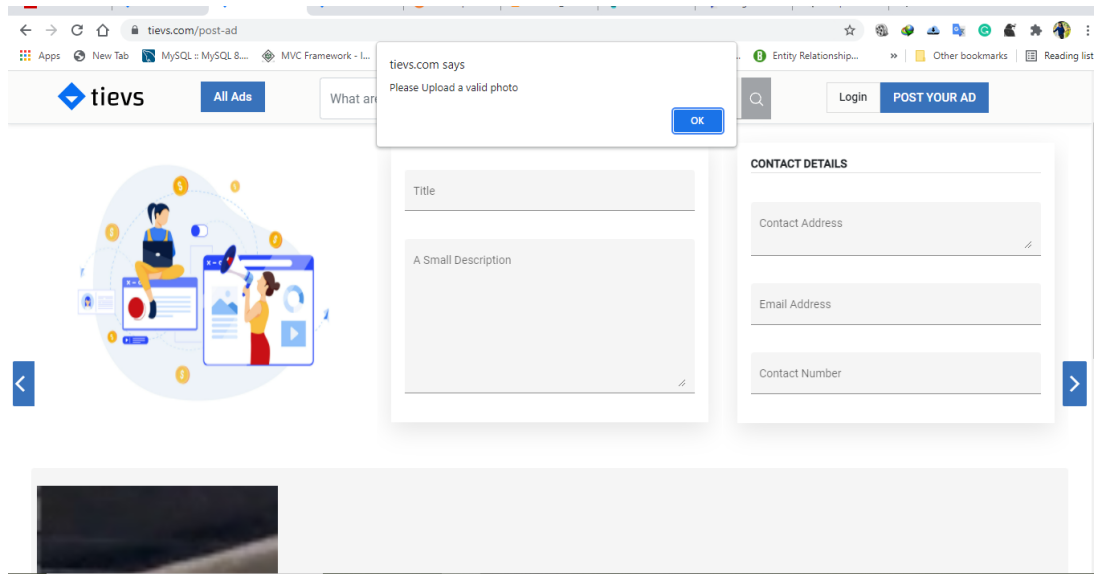 tievs.com/post-ad
Apps New Tab MySQL :: MySQL 8.... MVC Framework - I... Entity Relationship... » Other bookmarks Reading list
tievs.com says
Please Upload a valid photo
OK
tievs All Ads What are Login POST YOUR AD
Title
A Small Description
CONTACT DETAILS
Contact Address
Email Address
Contact Number